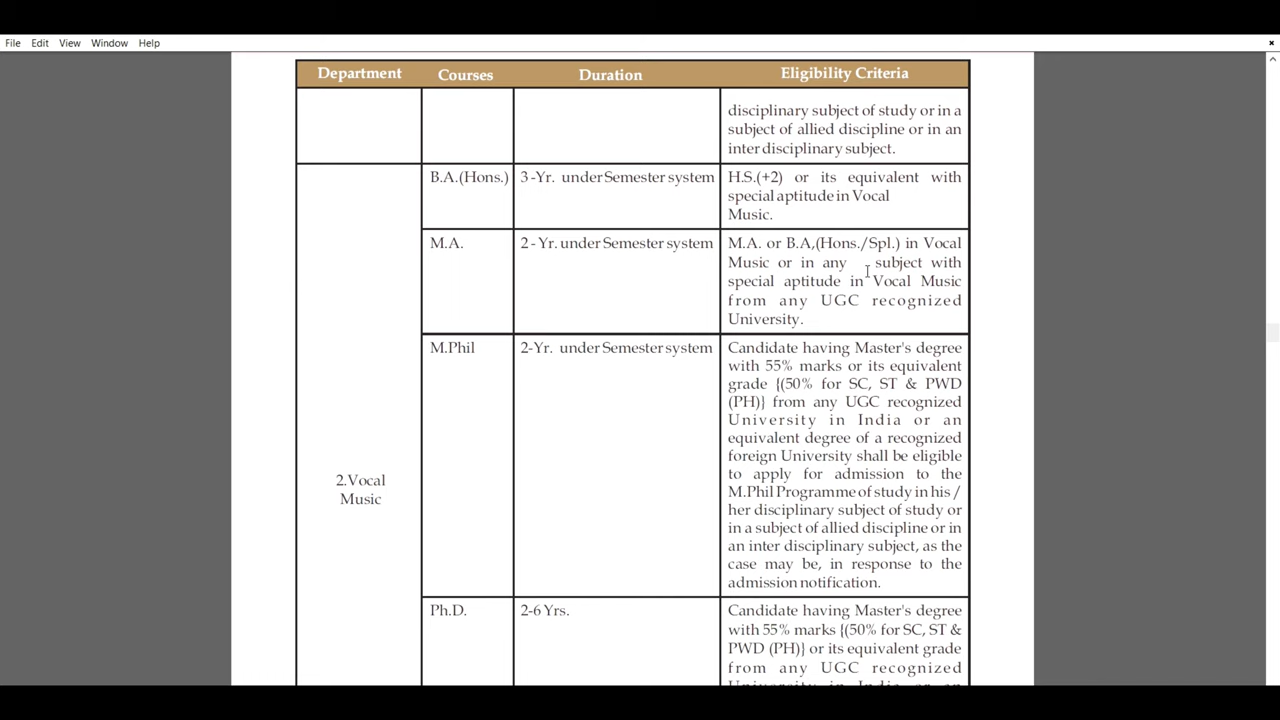 File Edit View Window Help
Department Courses Duration Eligibility Criteria
disciplinary subject of study or in a
subject of allied discipline or in an
inter disciplinary subject.
B.A.(Hons.) 3 -Yr. under Semester system H.S.(+2) or its equivalent with
special aptitude in Vocal
Music.
M.A. 2 - Yr. under Semester system M.A. or B.A,(Hons./Spl.) in Vocal
Music or in any subject with
special aptitude in Vocal Music
from any UGC recognized
University.
M.Phil 2-Yr. under Semester system Candidate having Master's degree
with 55% marks or its equivalent
grade {(50% for SC, ST & PWD
(PH)} from any UGC recognized
University in India or an
equivalent degree of a recognized
foreign University shall be eligible
to apply for admission to the
2.Vocal
Music
M.Phil Programme of study in his /
her disciplinary subject of study or
in a subject of allied discipline or in
an inter disciplinary subject, as the
case may be, in response to the
admission notification.
Ph.D. 2-6 Yrs. Candidate having Master's degree
with 55% marks {(50% for SC, ST &
PWD (PH)} or its equivalent grade
from any UGC recognized
University in India or an